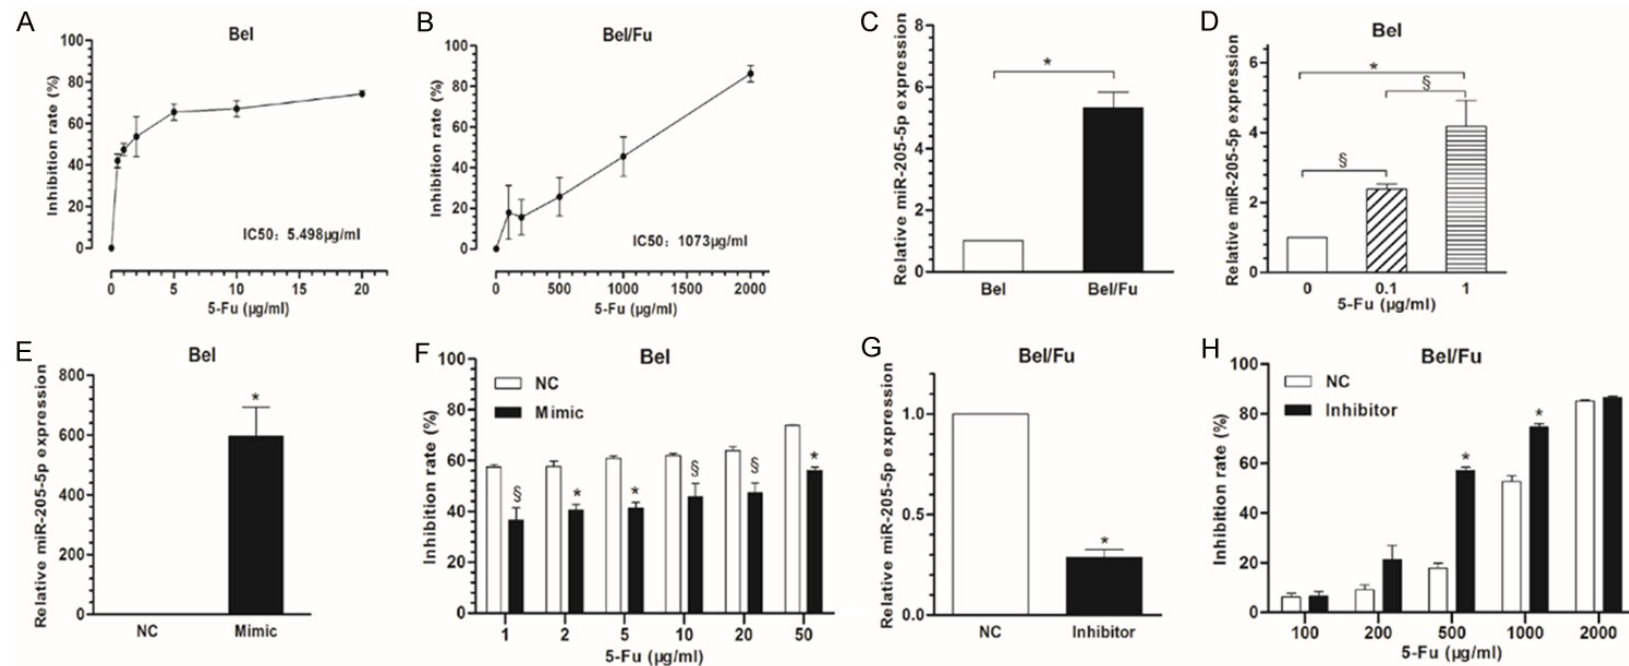 A
Bel
Inhibition rate (%)
100
80
60
40
20
0
IC50: 5.498µg/ml
0 5 10 15 20
5-Fu (µg/ml)
B
Bel/Fu
Inhibition rate (%)
100
80
60
40
20
0
IC50: 1073µg/ml
0 500 1000 1500 2000
5-Fu (µg/ml)
C
Relative miR-205-5p expression
8
6
4
2
0
*
Bel Bel/Fu
D
Bel
Relative miR-205-5p expression
6
4
2
0
*
§
§
0 0.1 1
5-Fu (µg/ml)
E
Bel
Relative miR-205-5p expression
800
600
400
200
0
*
NC Mimic
F
Bel
Inhibition rate (%)
100
80
60
40
20
0
NC
Mimic
§ * * § § *
1 2 5 10 20 50
5-Fu (µg/ml)
G
Bel/Fu
Relative miR-205-5p expression
1.0
0.5
0.0
*
NC Inhibitor
H
Bel/Fu
Inhibition rate (%)
100
80
60
40
20
0
NC
Inhibitor
* *
100 200 500 1000 2000
5-Fu (µg/ml)